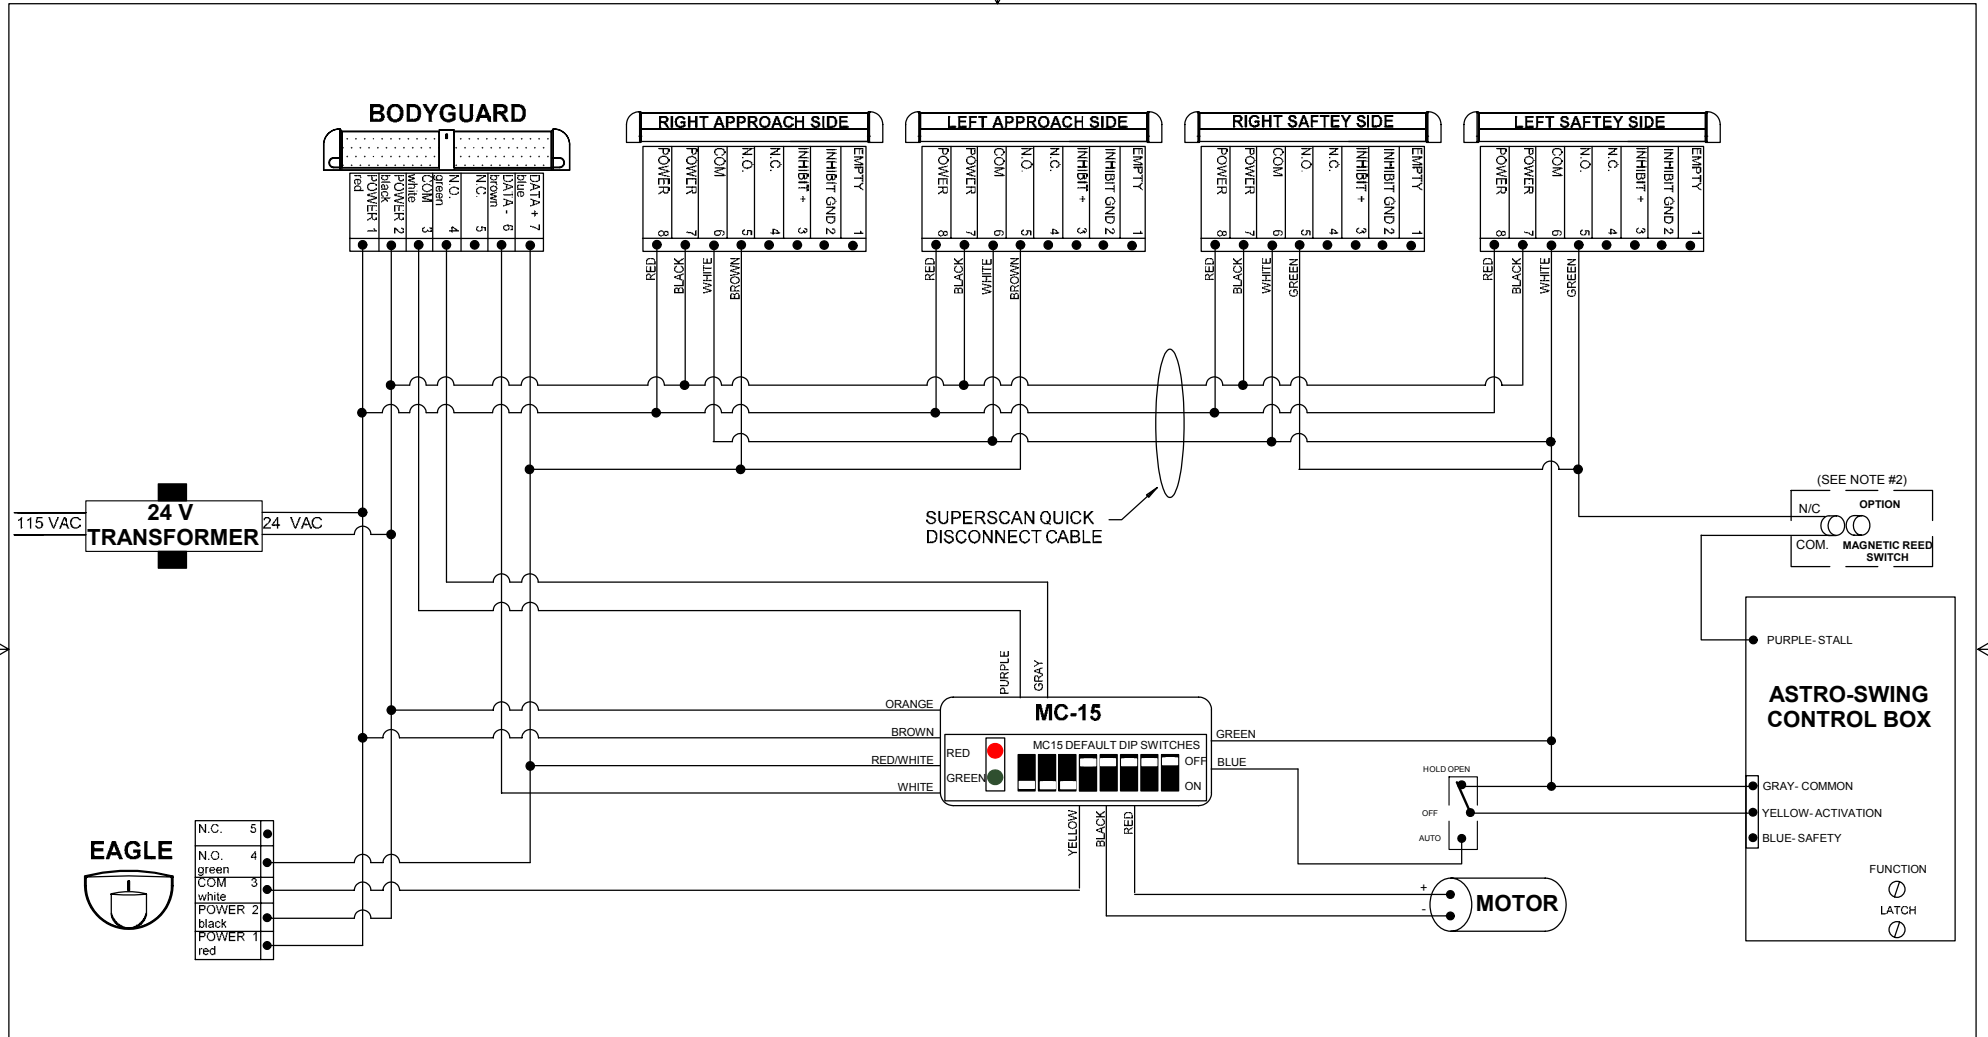 BODYGUARD
RIGHT APPROACH SIDE
LEFT APPROACH SIDE
RIGHT SAFTEY SIDE
LEFT SAFTEY SIDE
POWER 1
red
POWER 2
black
COM 3
white
N.O. 4
green
N.C. 5
DATA - 6
brown
DATA + 7
blue
POWER 8
POWER 7
COM 6
N.O. 5
N.C. 4
INHIBIT + 3
INHIBIT GND 2
EMPTY 1
POWER 8
POWER 7
COM 6
N.O. 5
N.C. 4
INHIBIT + 3
INHIBIT GND 2
EMPTY 1
POWER 8
POWER 7
COM 6
N.O. 5
N.C. 4
INHIBIT + 3
INHIBIT GND 2
EMPTY 1
POWER 8
POWER 7
COM 6
N.O. 5
N.C. 4
INHIBIT + 3
INHIBIT GND 2
EMPTY 1
RED
BLACK
WHITE
BROWN
RED
BLACK
WHITE
BROWN
RED
BLACK
WHITE
GREEN
RED
BLACK
WHITE
GREEN
115 VAC
24 V
TRANSFORMER
24 VAC
SUPERSCAN QUICK
DISCONNECT CABLE
(SEE NOTE #2)
N/C
OPTION
COM.
MAGNETIC REED
SWITCH
PURPLE-STALL
ASTRO-SWING
CONTROL BOX
GRAY- COMMON
YELLOW-ACTIVATION
BLUE-SAFETY
FUNCTION
LATCH
PURPLE
GRAY
ORANGE
BROWN
RED/WHITE
WHITE
MC-15
MC15 DEFAULT DIP SWITCHES
RED
GREEN
OFF
ON
GREEN
BLUE
YELLOW
BLACK
RED
HOLD OPEN
OFF
AUTO
+
-
MOTOR
EAGLE
N.C. 5
N.O. 4
green
COM 3
white
POWER 2
black
POWER 1
red